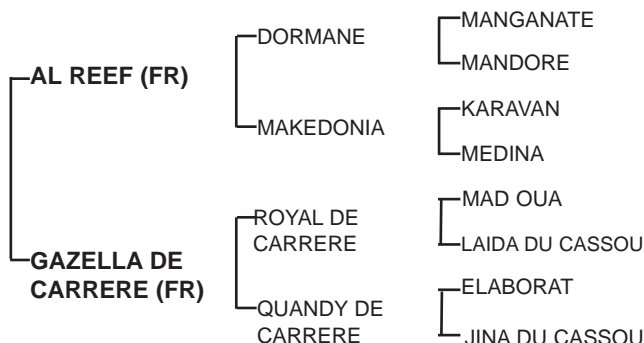 AL REEF (FR)
GAZELLA DE
CARRERE (FR)
DORMANE
MAKEDONIA
ROYAL DE
CARRERE
QUANDY DE
CARRERE
MANGANATE
MANDORE
KARAVAN
MEDINA
MAD OUA
LAIDA DU CASSOU
ELABORAT
JINA DU CASSOU